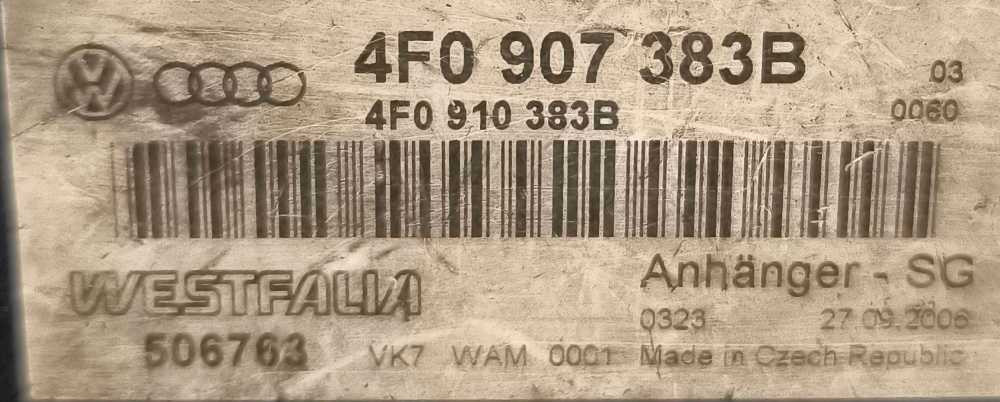 4F0 907 383B 03
4F0 910 383B 0060
WESTFALIA Anhänger - SG
0323 27.09.2006
506763 VK7 WAM 0001 Made in Czech Republic